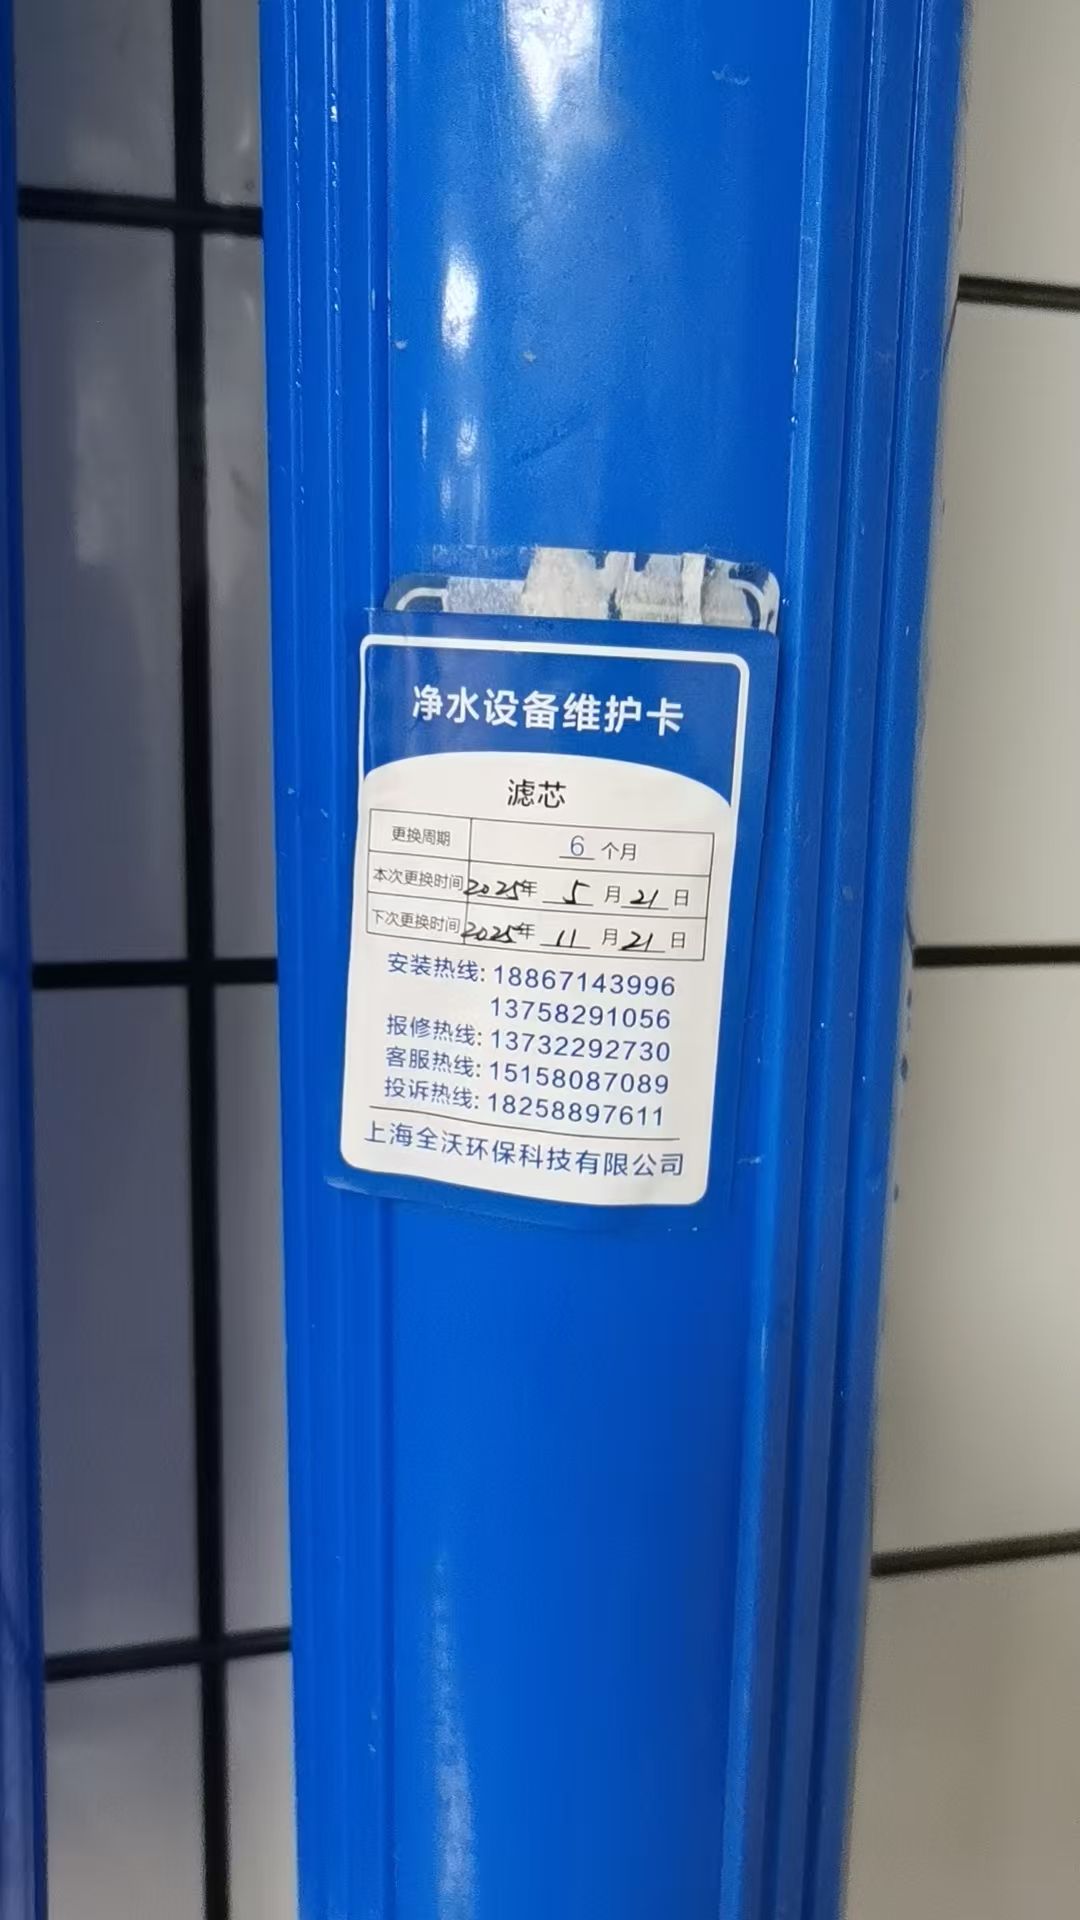 净水设备维护卡
滤芯
更换周期 6 个月
本次更换时间 2025年 5 月 21 日
下次更换时间 2025年 11 月 21 日
安装热线: 18867143996
13758291056
报修热线: 13732292730
客服热线: 15158087089
投诉热线: 18258897611
上海全沃环保科技有限公司